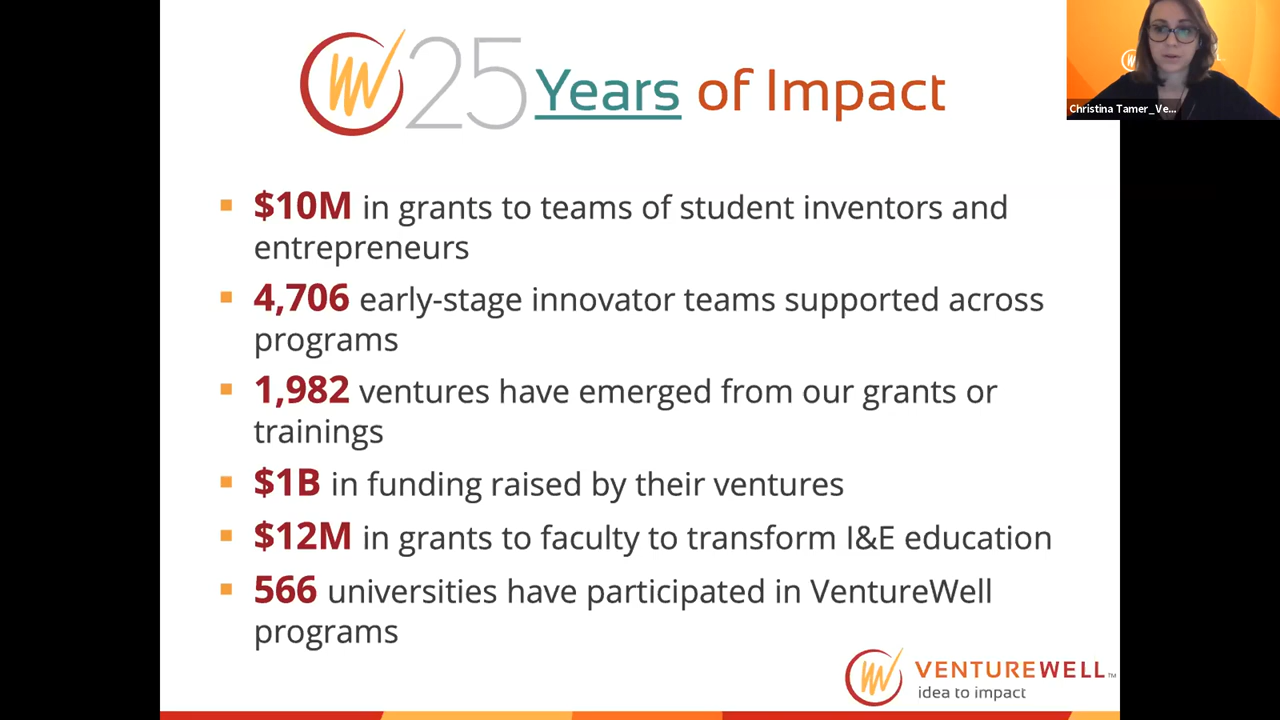 25 Years of Impact
Christina Tamer_Ve...
$10M in grants to teams of student inventors and
entrepreneurs
4,706 early-stage innovator teams supported across
programs
1,982 ventures have emerged from our grants or
trainings
$1B in funding raised by their ventures
$12M in grants to faculty to transform I&E education
566 universities have participated in VentureWell
programs
VENTUREWELL™
idea to impact